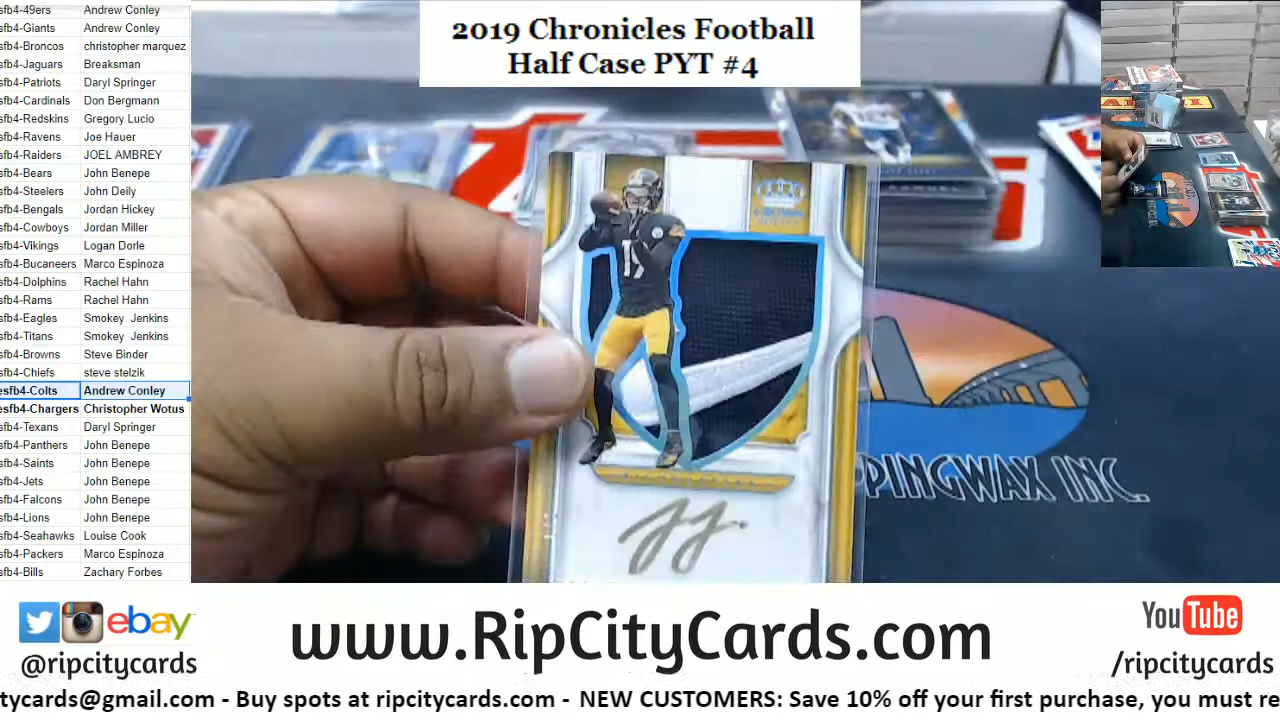 2019 Chronicles Football
Half Case PYT #4
sfb4-49ers Andrew Conley
sfb4-Giants Andrew Conley
sfb4-Broncos christopher marquez
sfb4-Jaguars Breaksman
sfb4-Patriots Daryl Springer
sfb4-Cardinals Don Bergmann
sfb4-Redskins Gregory Lucio
sfb4-Ravens Joe Hauer
sfb4-Raiders JOEL AMBREY
sfb4-Bears John Benepe
sfb4-Steelers John Deily
sfb4-Bengals Jordan Hickey
sfb4-Cowboys Jordan Miller
sfb4-Vikings Logan Dorle
sfb4-Bucaneers Marco Espinoza
sfb4-Dolphins Rachel Hahn
sfb4-Rams Rachel Hahn
sfb4-Eagles Smokey Jenkins
sfb4-Titans Smokey Jenkins
sfb4-Browns Steve Binder
sfb4-Chiefs steve stelzik
esfb4-Colts Andrew Conley
esfb4-Chargers Christopher Wotus
sfb4-Texans Daryl Springer
sfb4-Panthers John Benepe
sfb4-Saints John Benepe
sfb4-Jets John Benepe
sfb4-Falcons John Benepe
sfb4-Lions John Benepe
sfb4-Seahawks Louise Cook
sfb4-Packers Marco Espinoza
sfb4-Bills Zachary Forbes
19
JJ.
PPINGWAX INC.
ebay
@ripcitycards
www.RipCityCards.com
YouTube
/ripcitycards
tycards@gmail.com - Buy spots at ripcitycards.com - NEW CUSTOMERS: Save 10% off your first purchase, you must re